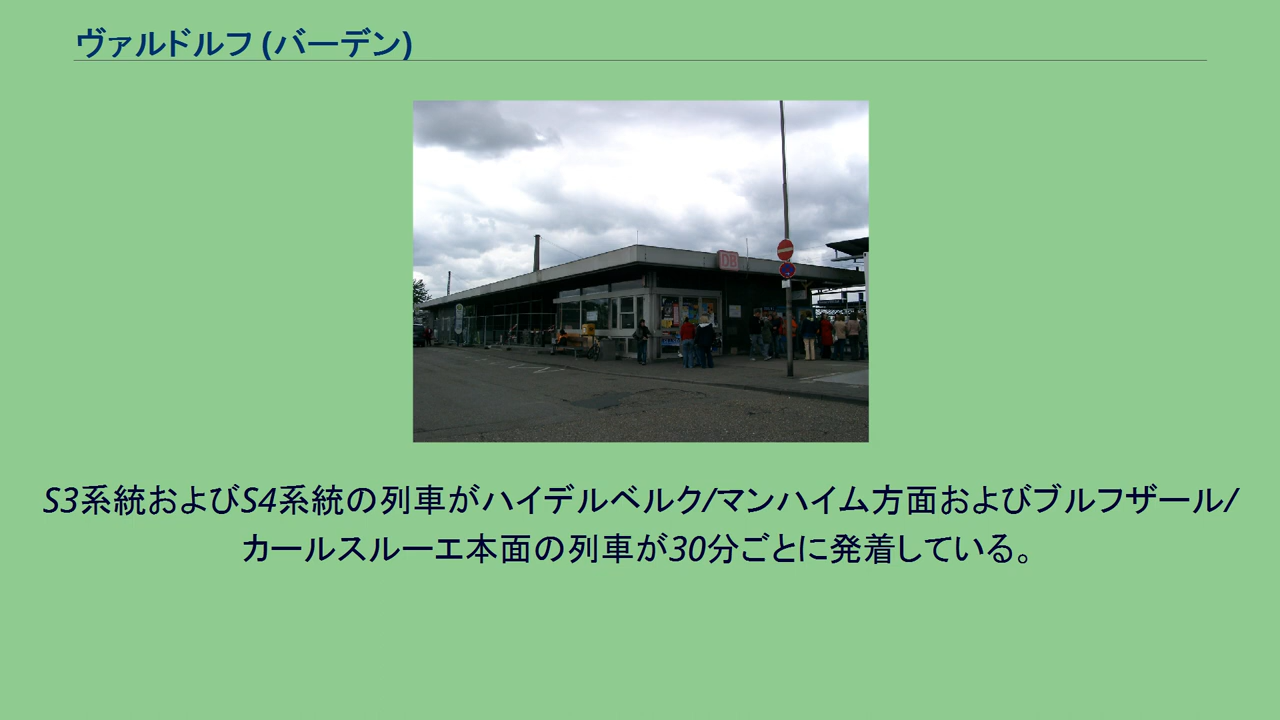 ヴァルドルフ (バーデン)
DB
S3系統およびS4系統の列車がハイデルベルク/マンハイム方面およびブルフザール/
カールスルーエ本面の列車が30分ごとに発着している。